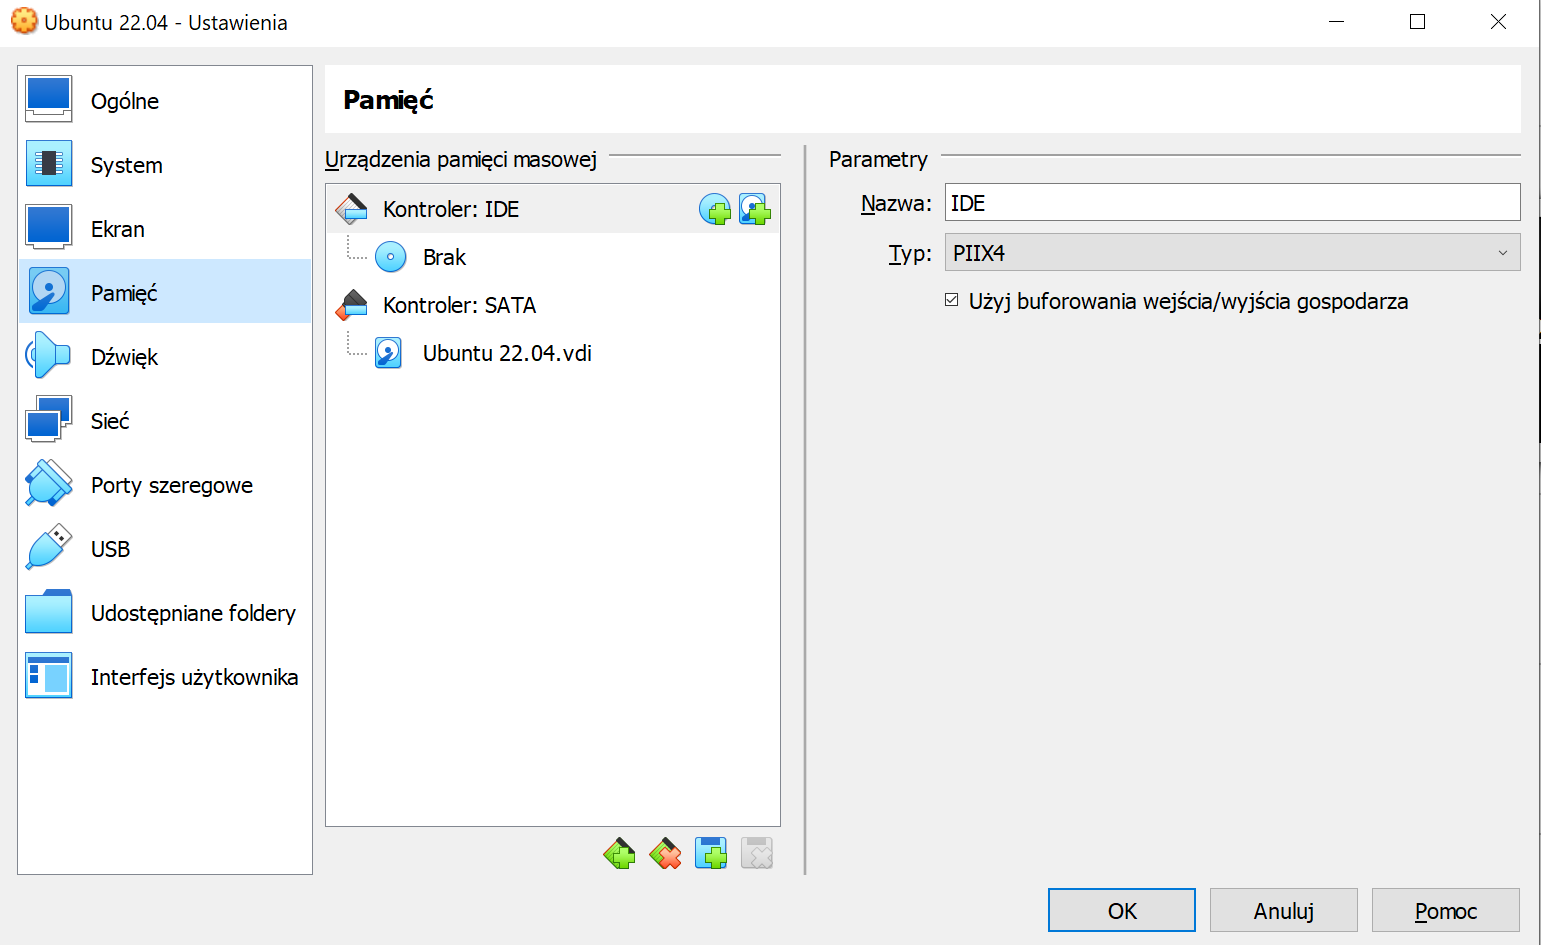 Ubuntu 22.04 - Ustawienia
Ogólne
System
Ekran
Pamięć
Dźwięk
Sieć
Porty szeregowe
USB
Udostępniane foldery
Interfejs użytkownika
Pamięć
Urządzenia pamięci masowej
Kontroler: IDE
Brak
Kontroler: SATA
Ubuntu 22.04.vdi
Parametry
Nazwa: IDE
Typ: PIIX4
Użyj buforowania wejścia/wyjścia gospodarza
OK Anuluj Pomoc